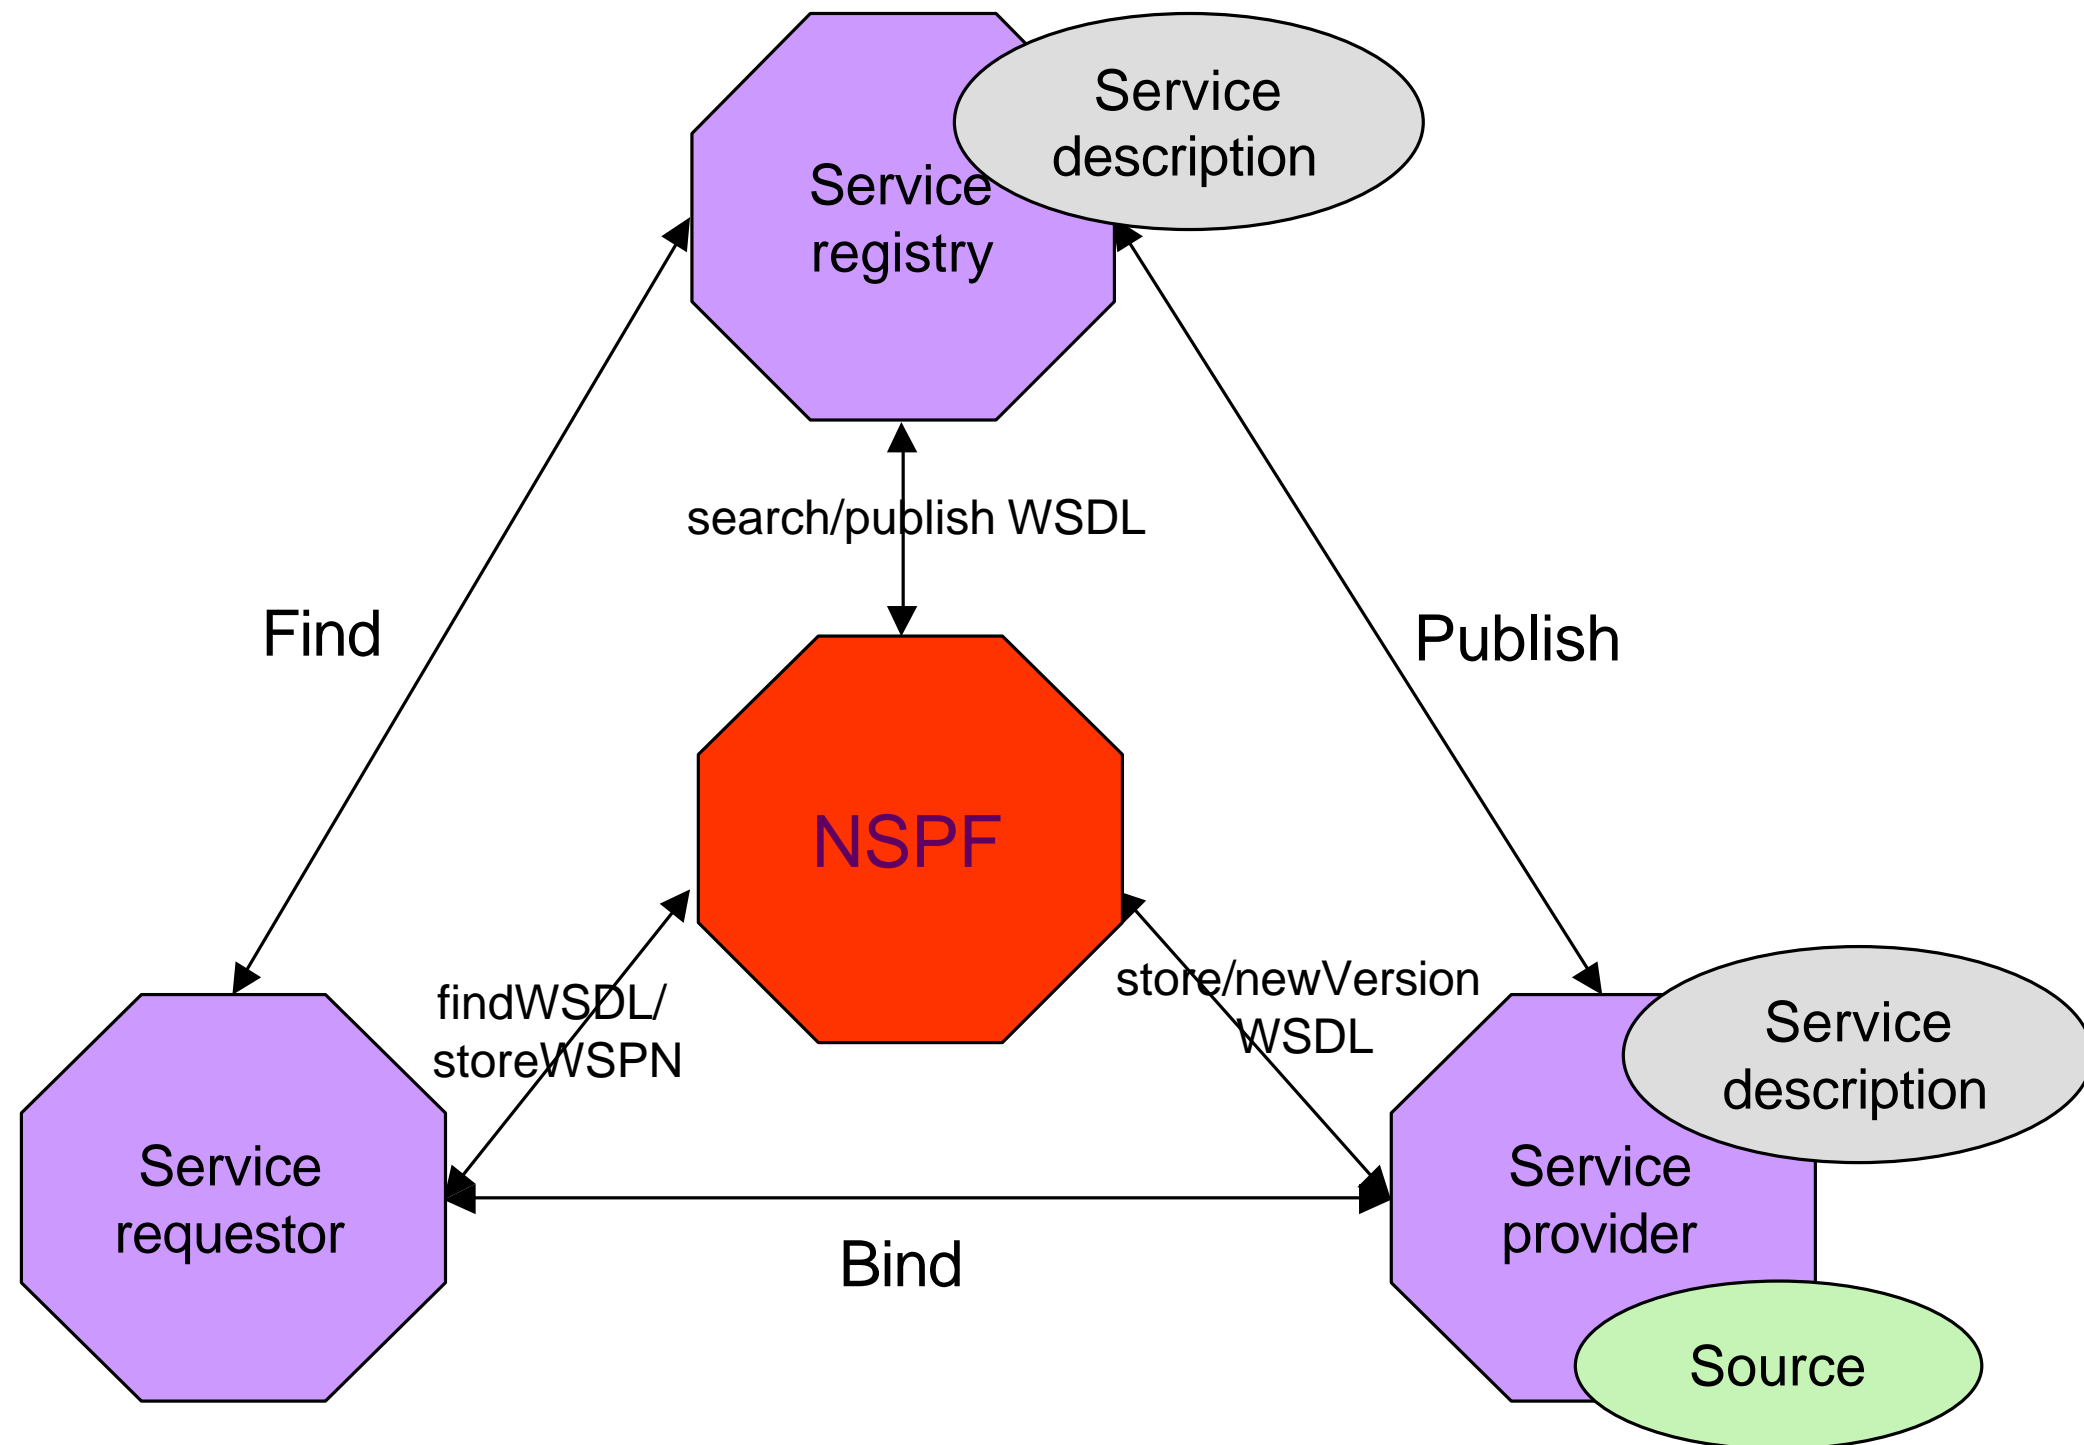 Service
description
Service
registry
search/publish WSDL
Find
Publish
NSPF
findWSDL/
storeWSPN
store/newVersion
WSDL
Service
description
Service
requestor
Service
provider
Bind
Source